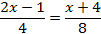 (2x − 1)/4 = (x + 4)/8